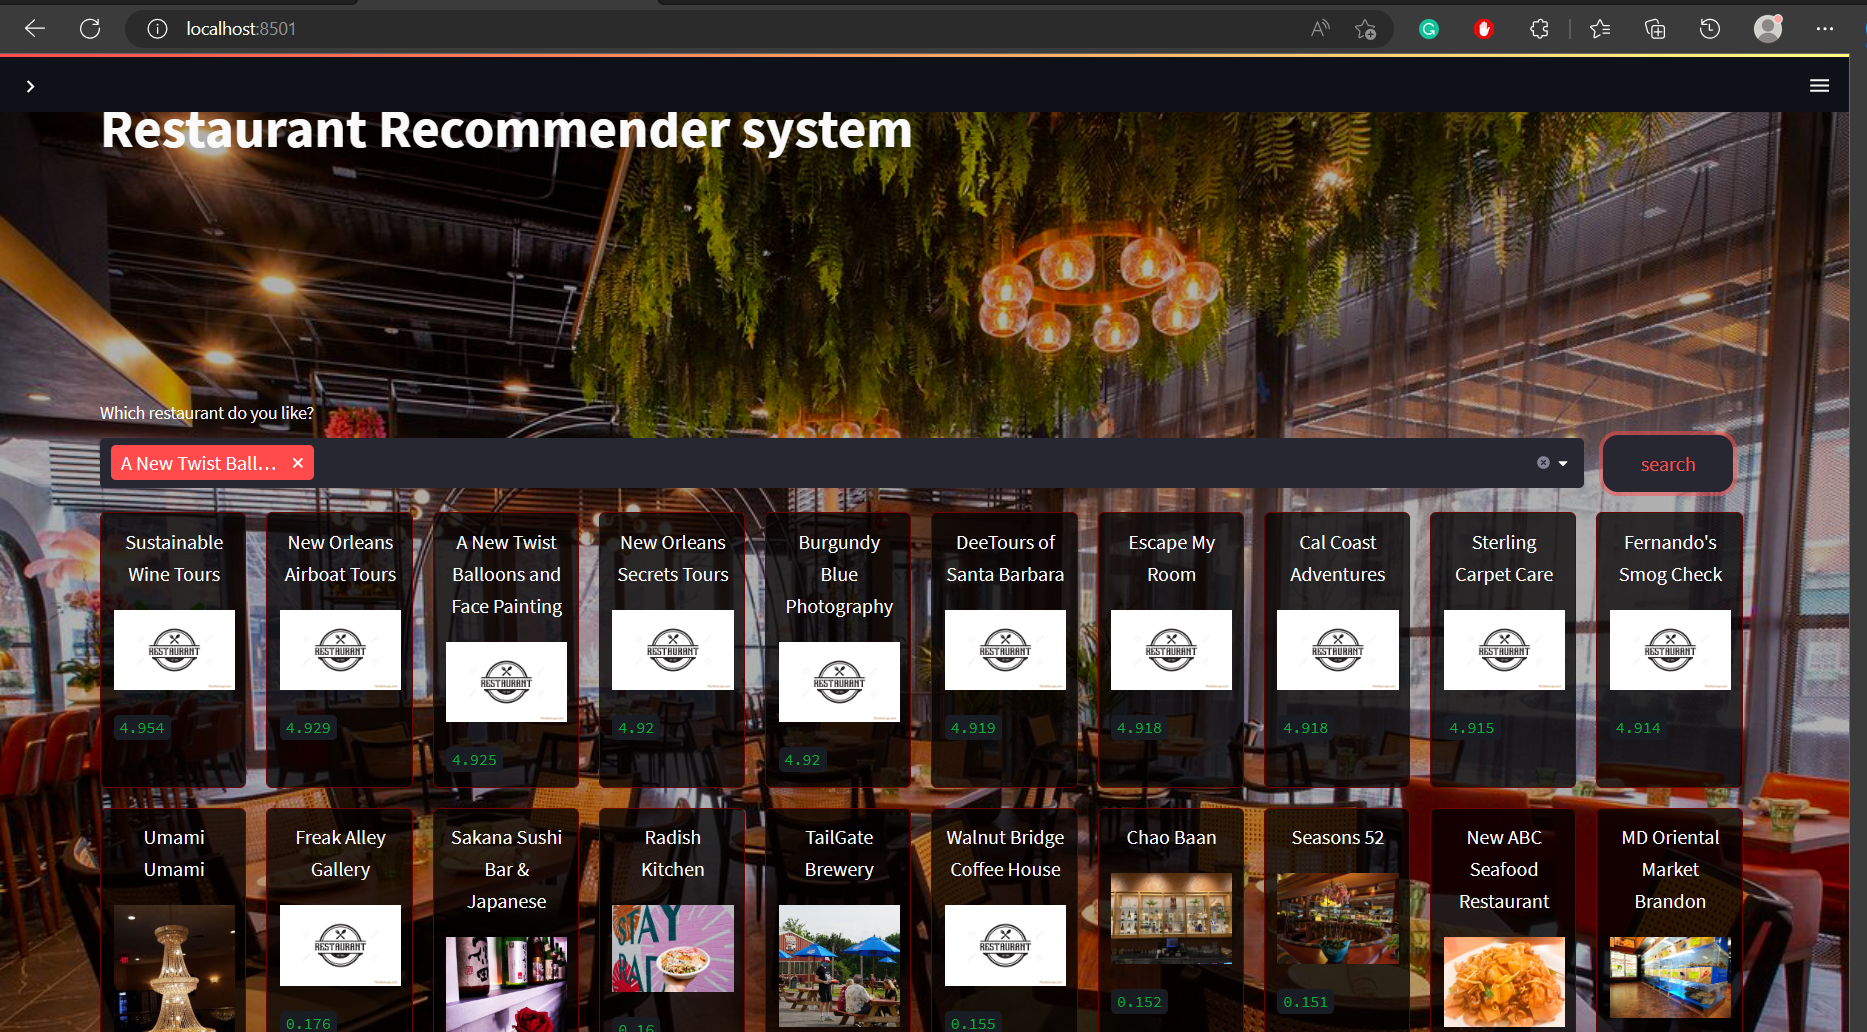 localhost:8501
Restaurant Recommender system
Which restaurant do you like?
A New Twist Ball...
search
Sustainable
Wine Tours
RESTAURANT
4.954
New Orleans
Airboat Tours
RESTAURANT
4.929
A New Twist
Balloons and
Face Painting
RESTAURANT
4.925
New Orleans
Secrets Tours
RESTAURANT
4.92
Burgundy
Blue
Photography
RESTAURANT
4.92
DeeTours of
Santa Barbara
RESTAURANT
4.919
Escape My
Room
RESTAURANT
4.918
Cal Coast
Adventures
RESTAURANT
4.918
Sterling
Carpet Care
RESTAURANT
4.915
Fernando's
Smog Check
RESTAURANT
4.914
Umami
Umami
Freak Alley
Gallery
RESTAURANT
0.176
Sakana Sushi
Bar &
Japanese
Radish
Kitchen
STAY
RAD
0.16
TailGate
Brewery
Walnut Bridge
Coffee House
RESTAURANT
0.155
Chao Baan
0.152
Seasons 52
0.151
New ABC
Seafood
Restaurant
MD Oriental
Market
Brandon